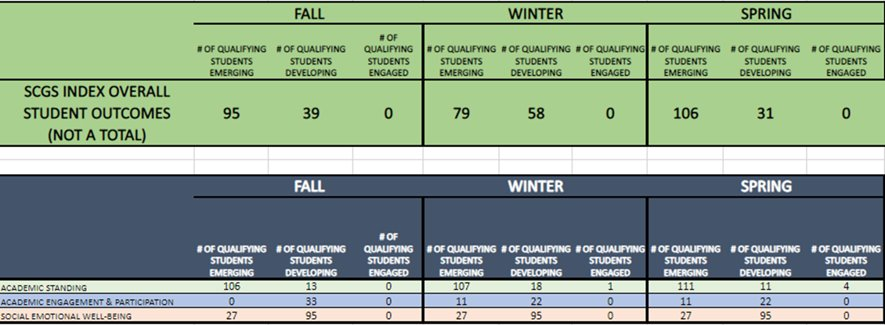 FALL WINTER SPRING
# OF QUALIFYING STUDENTS EMERGING # OF QUALIFYING STUDENTS DEVELOPING # OF QUALIFYING STUDENTS ENGAGED # OF QUALIFYING STUDENTS EMERGING # OF QUALIFYING STUDENTS DEVELOPING # OF QUALIFYING STUDENTS ENGAGED # OF QUALIFYING STUDENTS EMERGING # OF QUALIFYING STUDENTS DEVELOPING # OF QUALIFYING STUDENTS ENGAGED
SCGS INDEX OVERALL
STUDENT OUTCOMES 95 39 0 79 58 0 106 31 0
(NOT A TOTAL)
FALL WINTER SPRING
# OF QUALIFYING STUDENTS EMERGING # OF QUALIFYING STUDENTS DEVELOPING # OF QUALIFYING STUDENTS ENGAGED # OF QUALIFYING STUDENTS EMERGING # OF QUALIFYING STUDENTS DEVELOPING # OF QUALIFYING STUDENTS ENGAGED # OF QUALIFYING STUDENTS EMERGING # OF QUALIFYING STUDENTS DEVELOPING # OF QUALIFYING STUDENTS ENGAGED
ACADEMIC STANDING 106 13 0 107 18 1 111 11 4
ACADEMIC ENGAGEMENT & PARTICIPATION 0 33 0 11 22 0 11 22 0
SOCIAL EMOTIONAL WELL-BEING 27 95 0 27 95 0 27 95 0